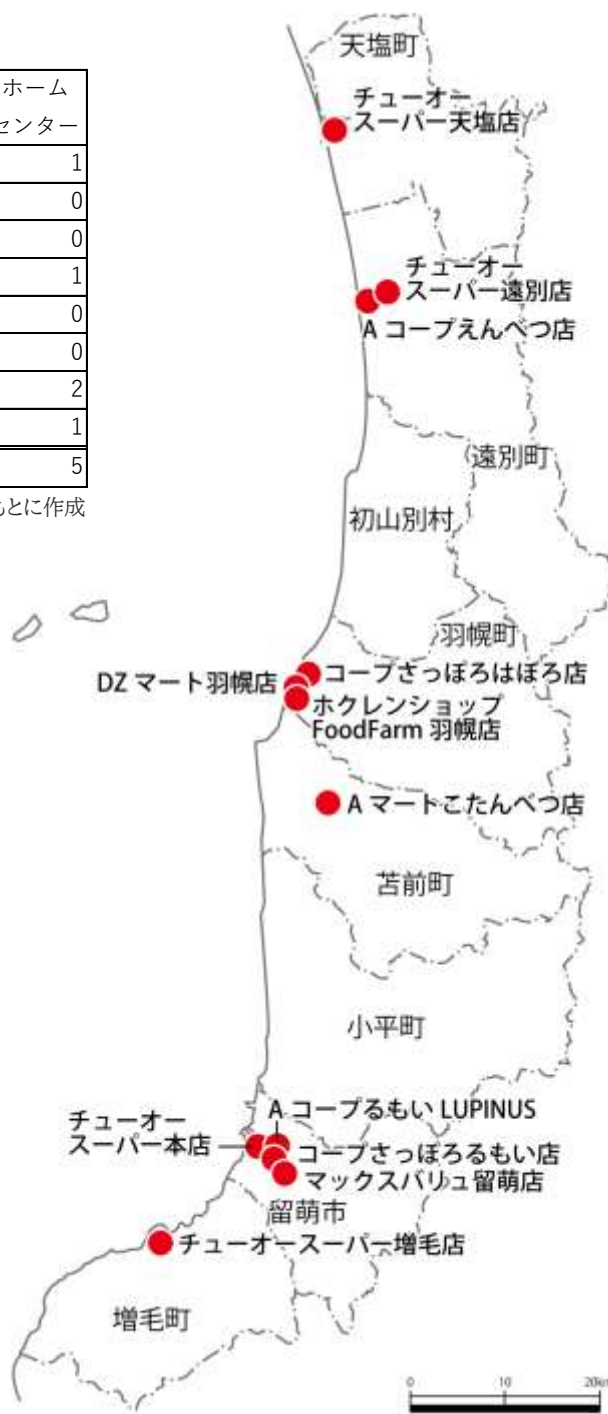 天塩町
ホーム
センター
チューオー
スーパー天塩店
1
0
0
1
0
0
2
1
5
もとに作成
チューオー
スーパー遠別店
A コープえんべつ店
遠別町
初山別村
羽幌町
コープさっぽろはぼろ店
DZ マート羽幌店
ホクレンショップ
FoodFarm 羽幌店
A マートこたんべつ店
苫前町
小平町
A コープるもい LUPINUS
チューオー
スーパー本店
コープさっぽろるもい店
マックスバリュ留萌店
留萌市
チューオースーパー増毛店
増毛町
0 10 20km